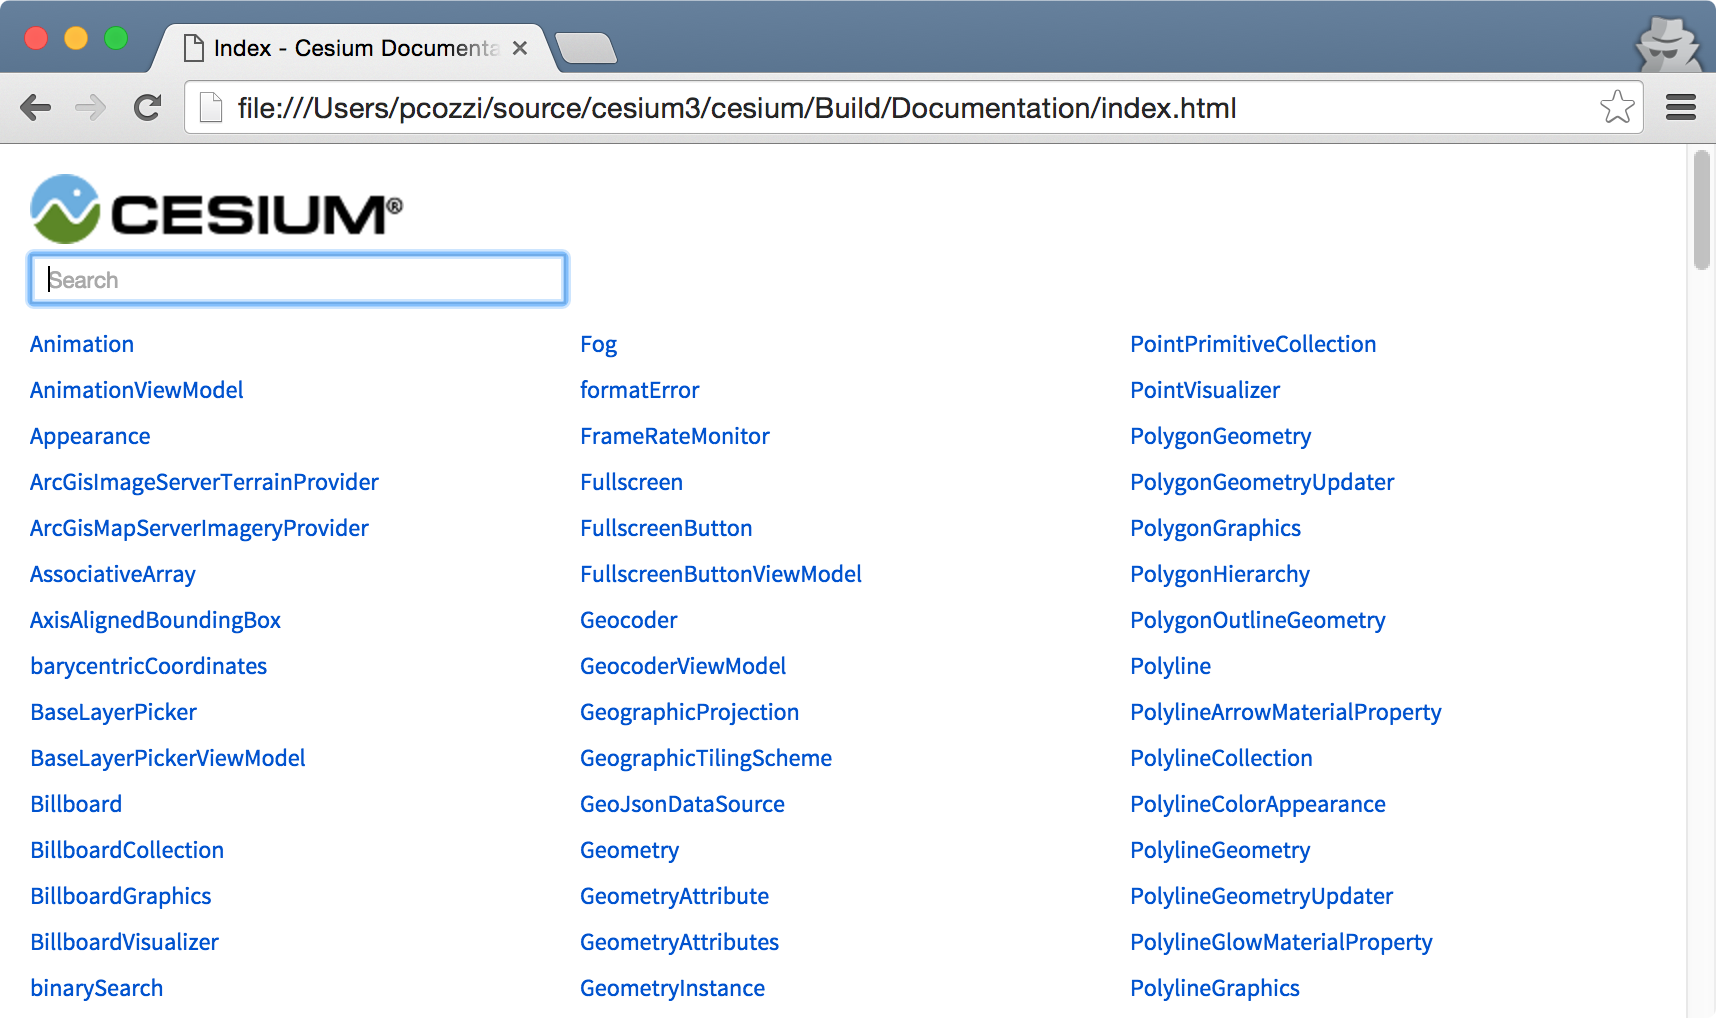 Index - Cesium Documenta
file:///Users/pcozzi/source/cesium3/cesium/Build/Documentation/index.html
CESIUM®
Search
Animation
AnimationViewModel
Appearance
ArcGisImageServerTerrainProvider
ArcGisMapServerImageryProvider
AssociativeArray
AxisAlignedBoundingBox
barycentricCoordinates
BaseLayerPicker
BaseLayerPickerViewModel
Billboard
BillboardCollection
BillboardGraphics
BillboardVisualizer
binarySearch
Fog
formatError
FrameRateMonitor
Fullscreen
FullscreenButton
FullscreenButtonViewModel
Geocoder
GeocoderViewModel
GeographicProjection
GeographicTilingScheme
GeoJsonDataSource
Geometry
GeometryAttribute
GeometryAttributes
GeometryInstance
PointPrimitiveCollection
PointVisualizer
PolygonGeometry
PolygonGeometryUpdater
PolygonGraphics
PolygonHierarchy
PolygonOutlineGeometry
Polyline
PolylineArrowMaterialProperty
PolylineCollection
PolylineColorAppearance
PolylineGeometry
PolylineGeometryUpdater
PolylineGlowMaterialProperty
PolylineGraphics